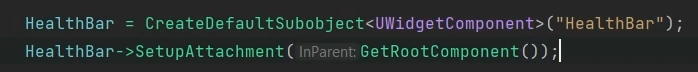 HealthBar = CreateDefaultSubobject<UWidgetComponent>("HealthBar");
HealthBar->SetupAttachment( InParent: GetRootComponent());